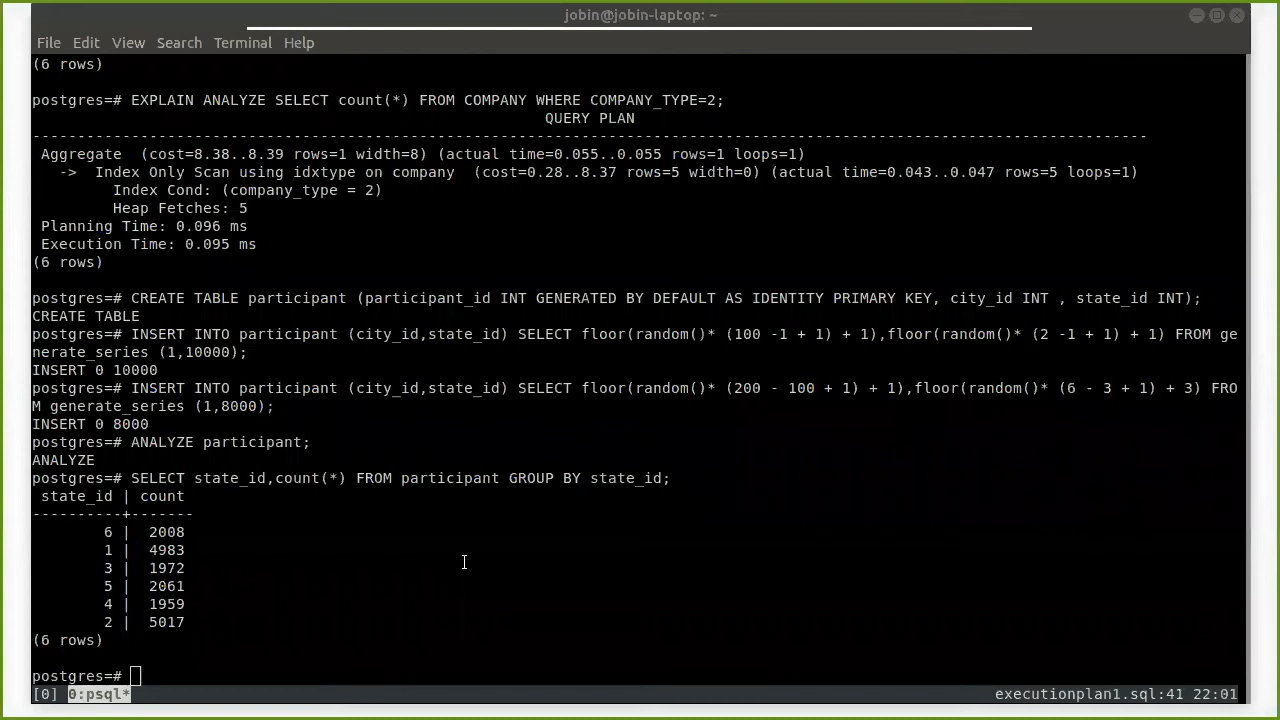 jobin@jobin-laptop: ~
File Edit View Search Terminal Help
(6 rows)
postgres=# EXPLAIN ANALYZE SELECT count(*) FROM COMPANY WHERE COMPANY_TYPE=2;
QUERY PLAN
----------------------------------------------------------------------------------------------------------------------------
Aggregate  (cost=8.38..8.39 rows=1 width=8) (actual time=0.055..0.055 rows=1 loops=1)
->  Index Only Scan using idxtype on company  (cost=0.28..8.37 rows=5 width=0) (actual time=0.043..0.047 rows=5 loops=1)
Index Cond: (company_type = 2)
Heap Fetches: 5
Planning Time: 0.096 ms
Execution Time: 0.095 ms
(6 rows)
postgres=# CREATE TABLE participant (participant_id INT GENERATED BY DEFAULT AS IDENTITY PRIMARY KEY, city_id INT , state_id INT);
CREATE TABLE
postgres=# INSERT INTO participant (city_id,state_id) SELECT floor(random()* (100 -1 + 1) + 1),floor(random()* (2 -1 + 1) + 1) FROM ge
nerate_series (1,10000);
INSERT 0 10000
postgres=# INSERT INTO participant (city_id,state_id) SELECT floor(random()* (200 - 100 + 1) + 1),floor(random()* (6 - 3 + 1) + 3) FRO
M generate_series (1,8000);
INSERT 0 8000
postgres=# ANALYZE participant;
ANALYZE
postgres=# SELECT state_id,count(*) FROM participant GROUP BY state_id;
state_id | count
----------+-------
6 |  2008
1 |  4983
3 |  1972
5 |  2061
4 |  1959
2 |  5017
(6 rows)
postgres=#
[0] 0:psql* executionplan1.sql:41 22:01